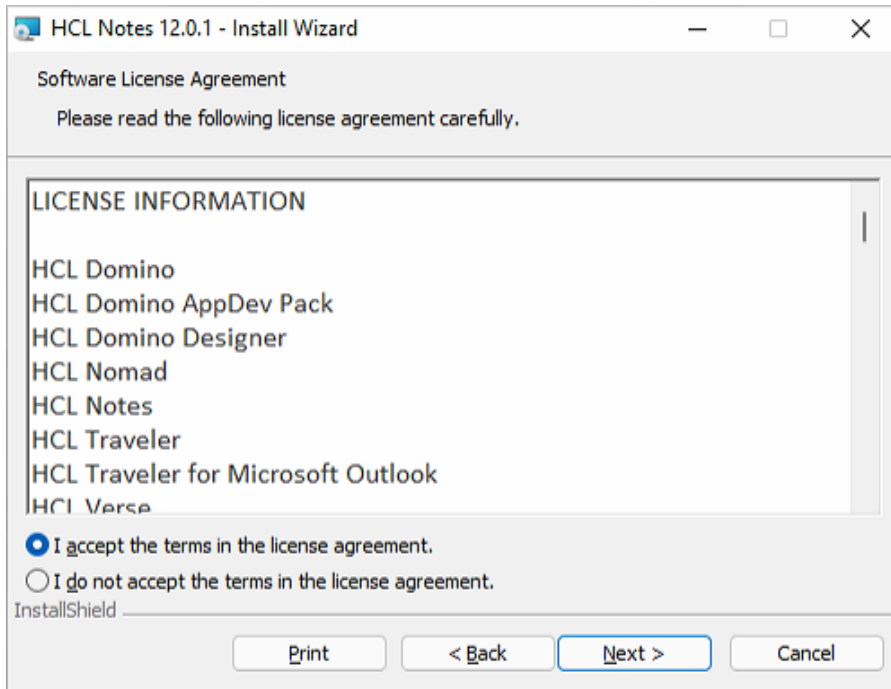 HCL Notes 12.0.1 - Install Wizard
Software License Agreement
Please read the following license agreement carefully.
LICENSE INFORMATION
HCL Domino
HCL Domino AppDev Pack
HCL Domino Designer
HCL Nomad
HCL Notes
HCL Traveler
HCL Traveler for Microsoft Outlook
HCL Verse
I accept the terms in the license agreement.
I do not accept the terms in the license agreement.
InstallShield
Print
< Back
Next >
Cancel